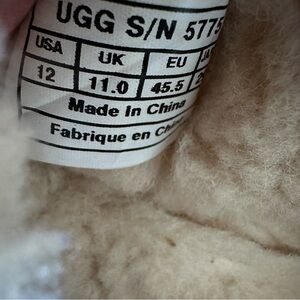 UGG S/N 5775
USA UK EU
12 11.0 45.5
Made In China
Fabrique en